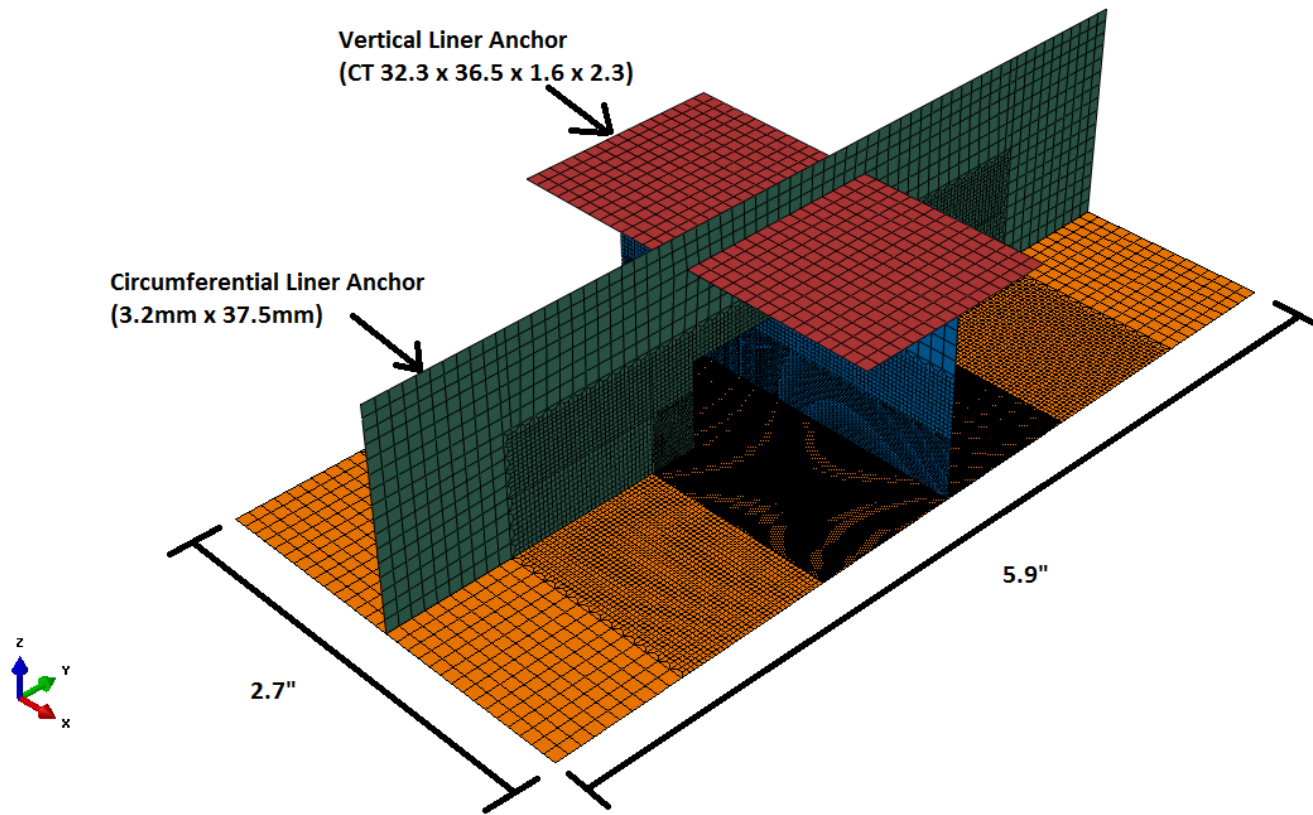 Vertical Liner Anchor
(CT 32.3 x 36.5 x 1.6 x 2.3)
Circumferential Liner Anchor
(3.2mm x 37.5mm)
5.9"
2.7"
Z
Y
X